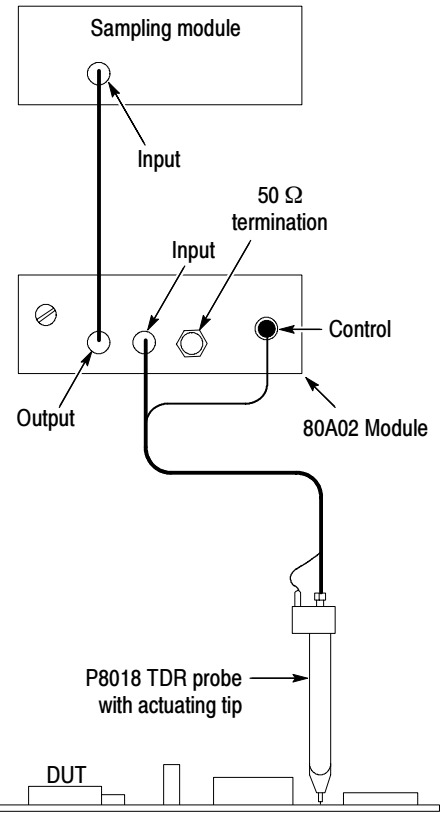 Sampling module
Input
50 Ω
termination
Input
Control
Output
80A02 Module
P8018 TDR probe
with actuating tip
DUT